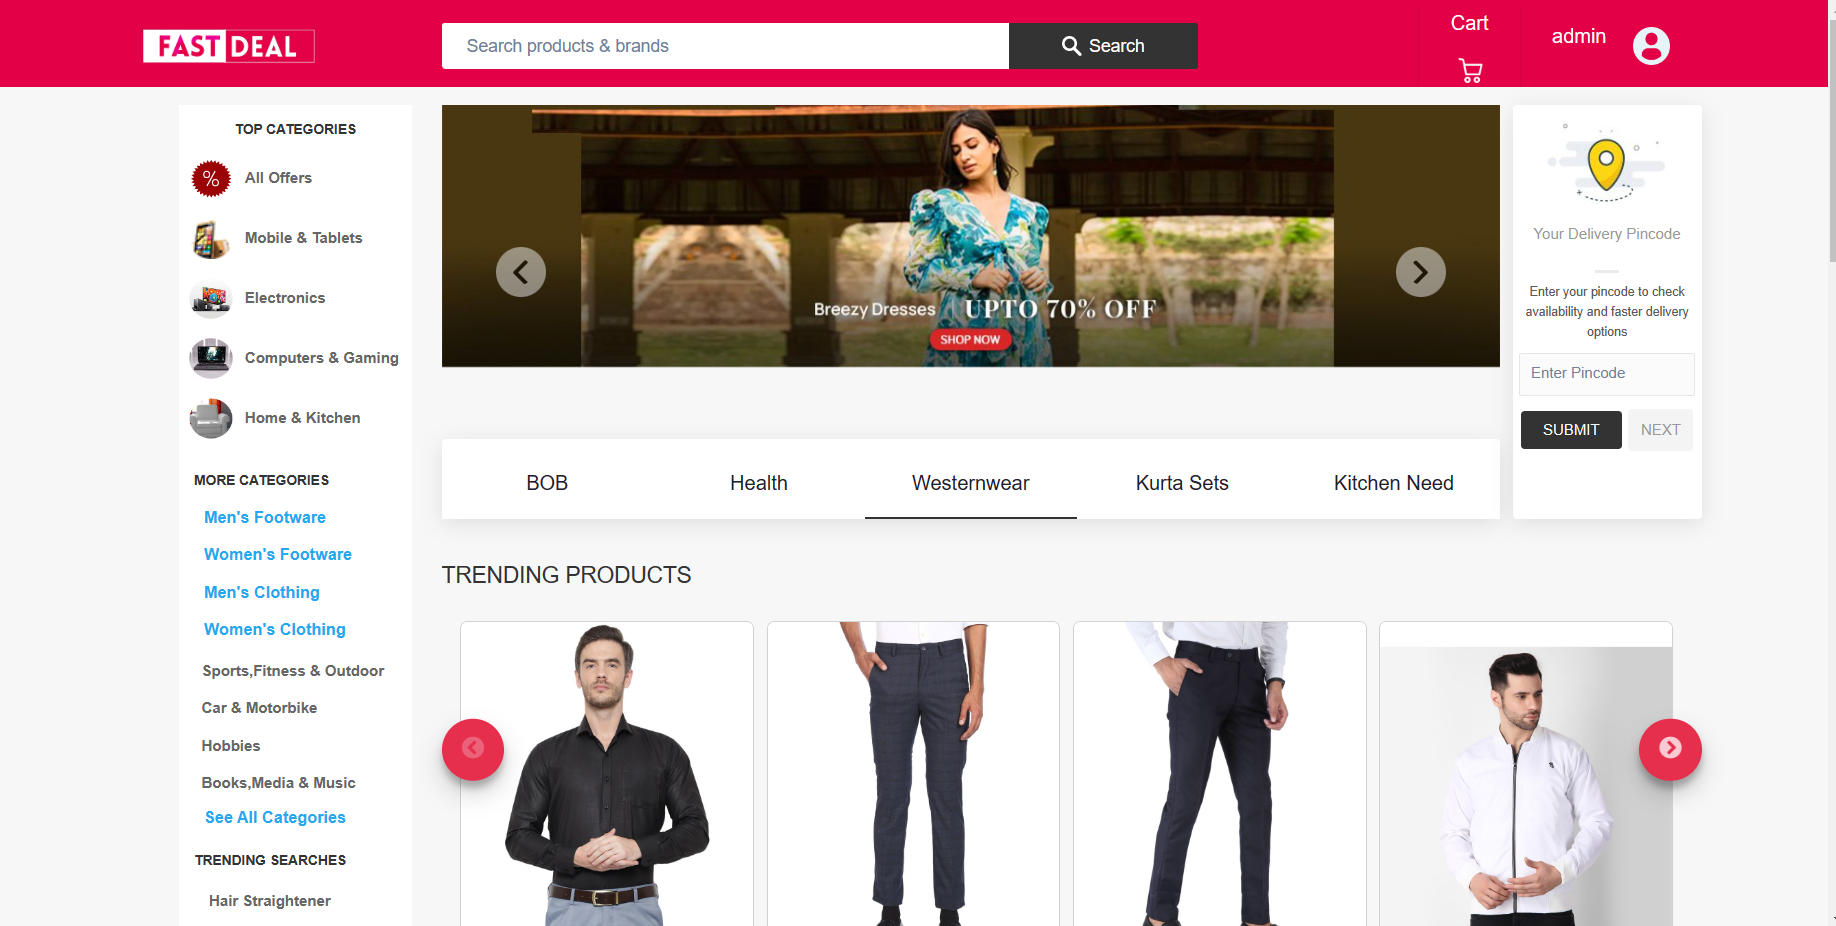 FAST DEAL
Search products & brands
Search
Cart
admin
TOP CATEGORIES
%
All Offers
Mobile & Tablets
Electronics
Computers & Gaming
Home & Kitchen
MORE CATEGORIES
Men's Footware
Women's Footware
Men's Clothing
Women's Clothing
Sports,Fitness & Outdoor
Car & Motorbike
Hobbies
Books,Media & Music
See All Categories
TRENDING SEARCHES
Hair Straightener
Breezy Dresses UPTO 70% OFF
SHOP NOW
BOB
Health
Westernwear
Kurta Sets
Kitchen Need
TRENDING PRODUCTS
Your Delivery Pincode
Enter your pincode to check
availability and faster delivery
options
Enter Pincode
SUBMIT
NEXT